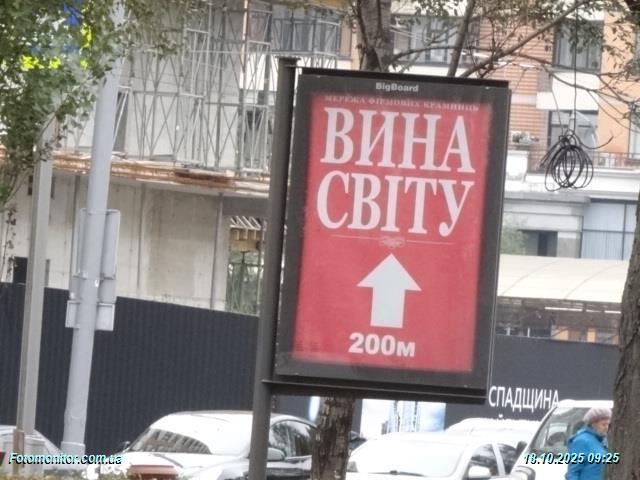 BigBoard
МЕРЕЖА ФІРМОВИХ КРАМНИЦЬ
ВИНА
СВІТУ
200м
СПАДЩИНА
Fotomonitor.com.ua
18.10.2025 09:25